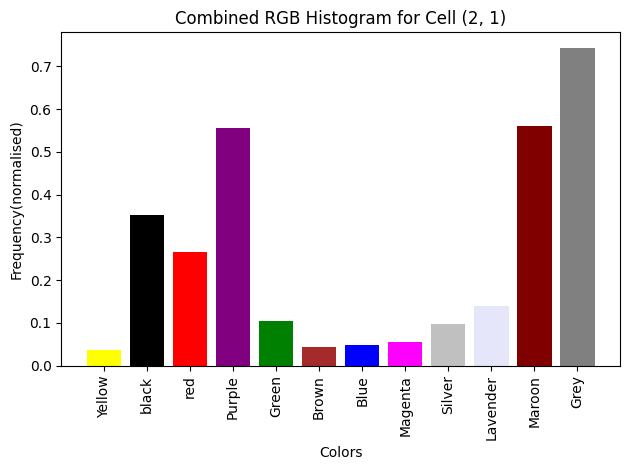 Combined RGB Histogram for Cell (2, 1)
Frequency(normalised)
0.7
0.6
0.5
0.4
0.3
0.2
0.1
0.0
Yellow
black
red
Purple
Green
Brown
Blue
Magenta
Silver
Lavender
Maroon
Grey
Colors